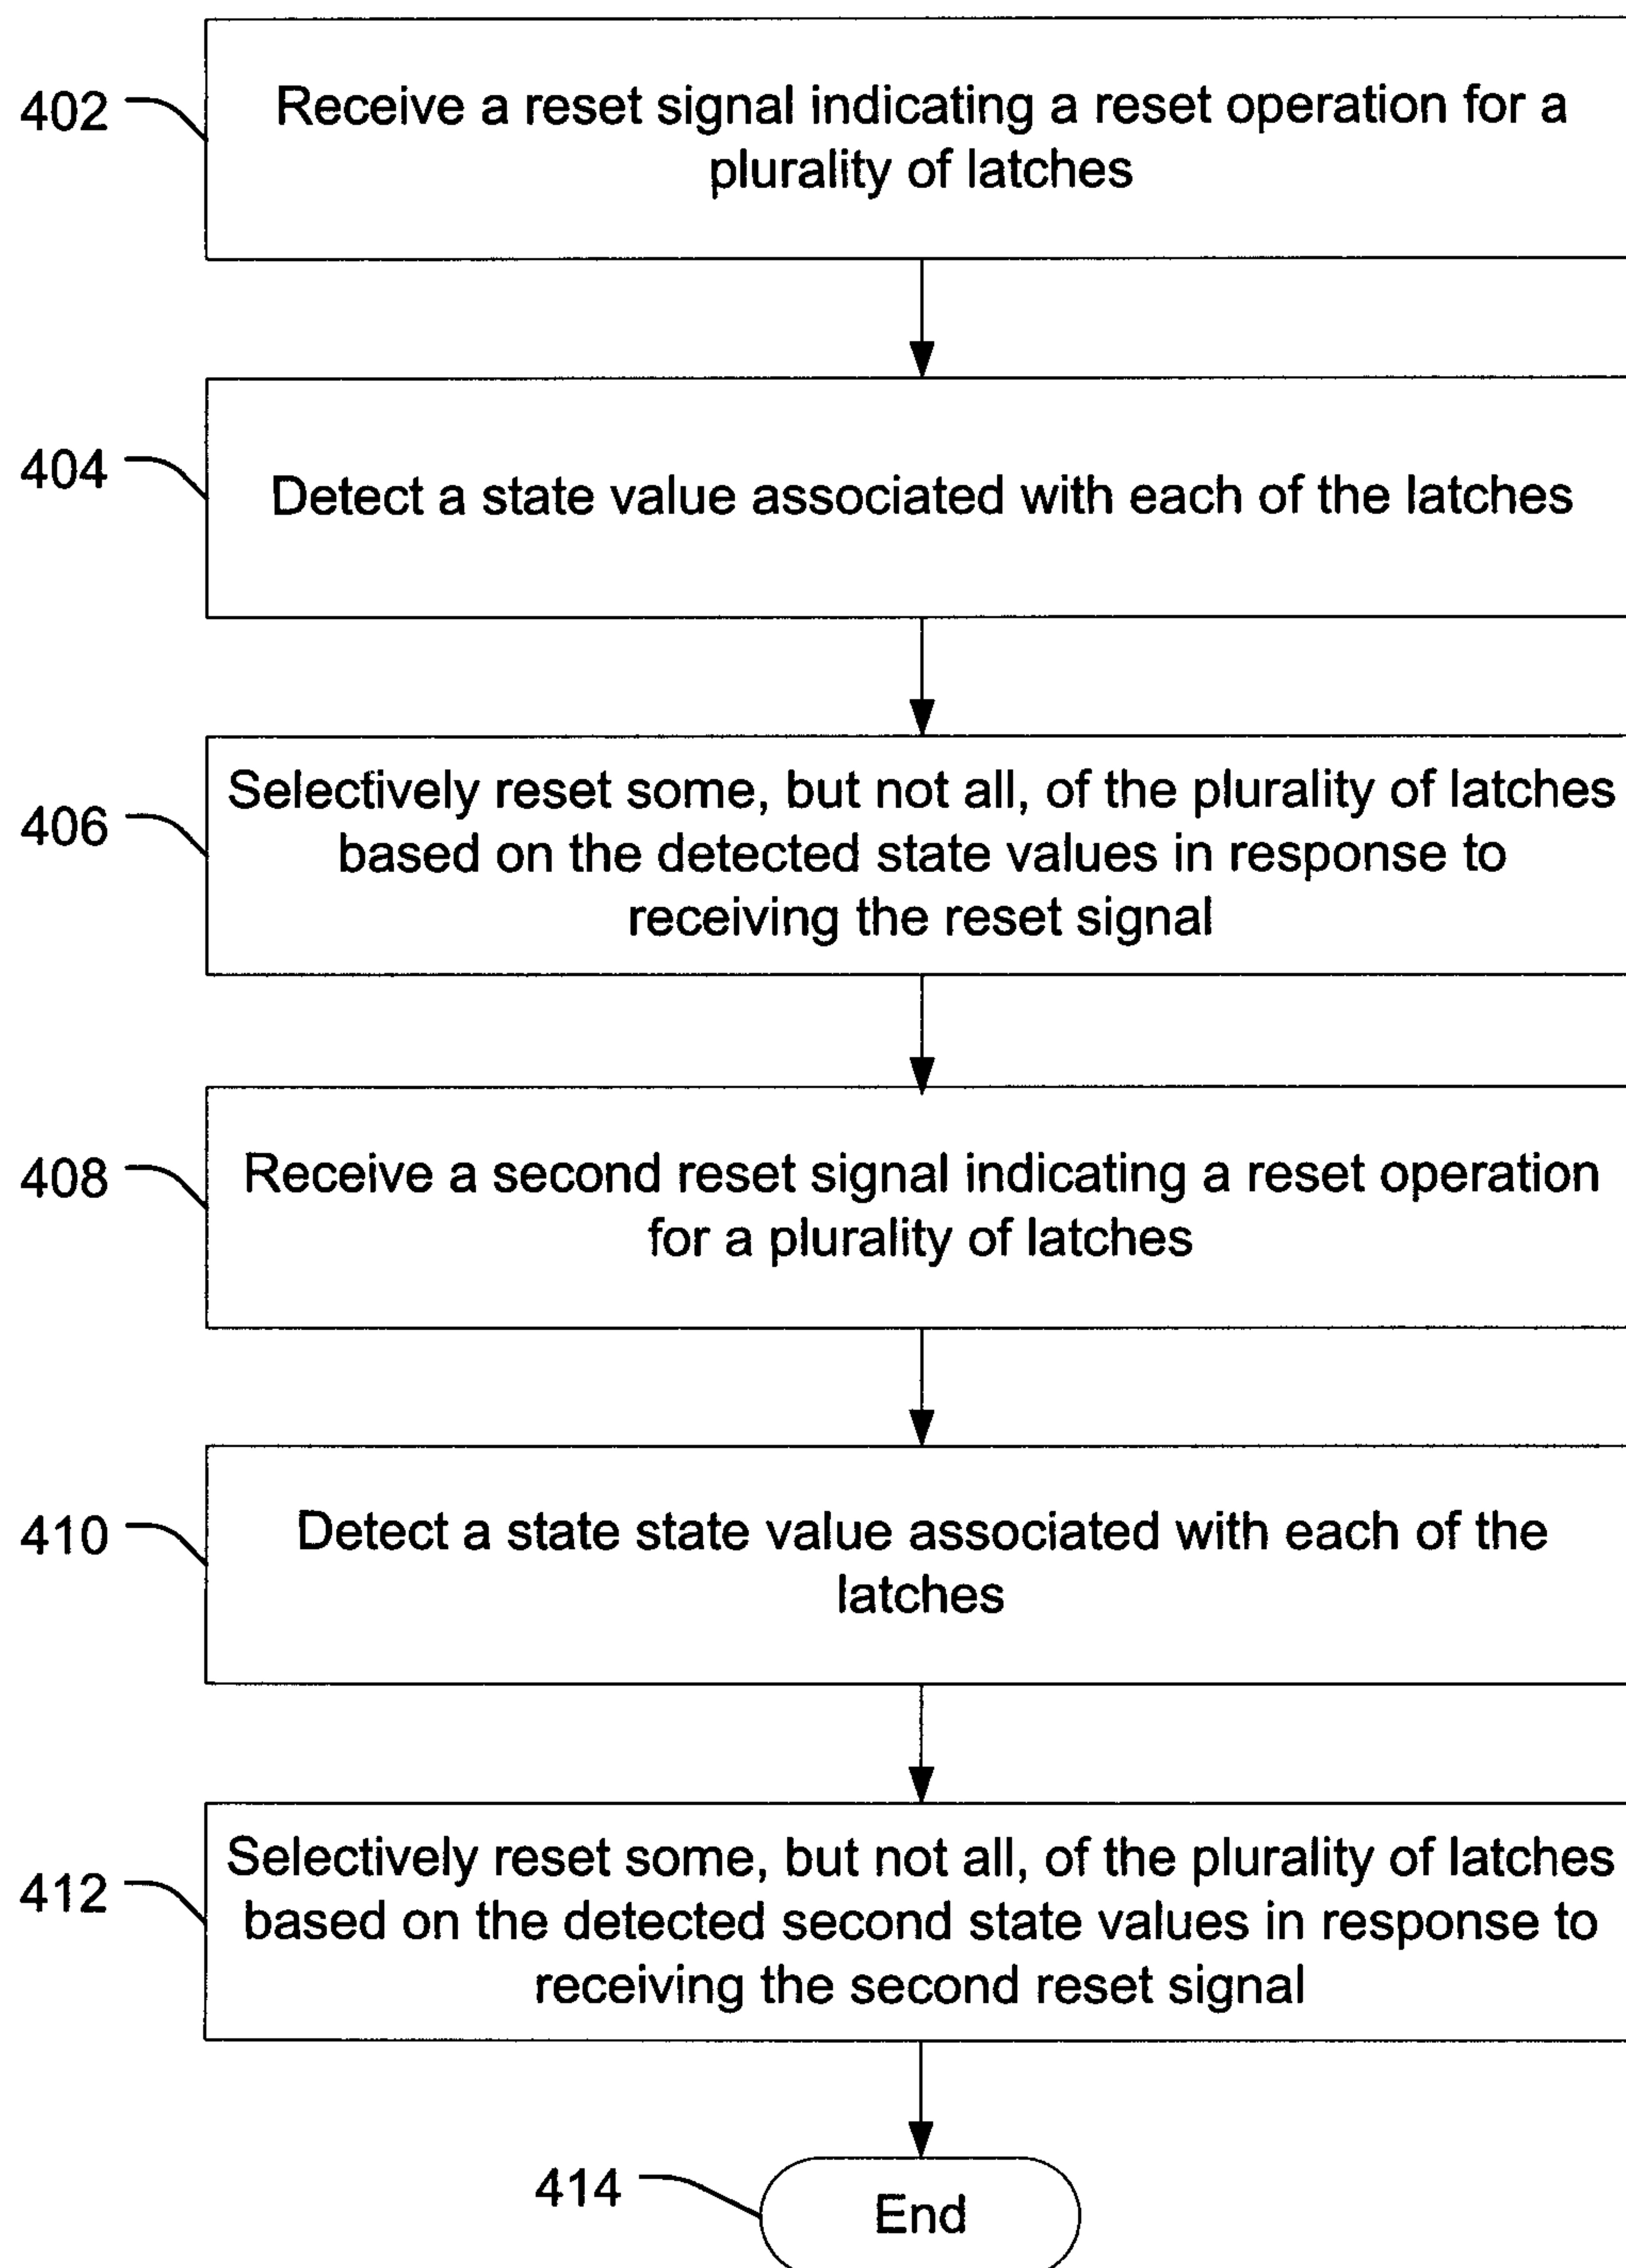 402
Receive a reset signal indicating a reset operation for a
plurality of latches
404
Detect a state value associated with each of the latches
406
Selectively reset some, but not all, of the plurality of latches
based on the detected state values in response to
receiving the reset signal
408
Receive a second reset signal indicating a reset operation
for a plurality of latches
410
Detect a state state value associated with each of the
latches
412
Selectively reset some, but not all, of the plurality of latches
based on the detected second state values in response to
receiving the second reset signal
414
End